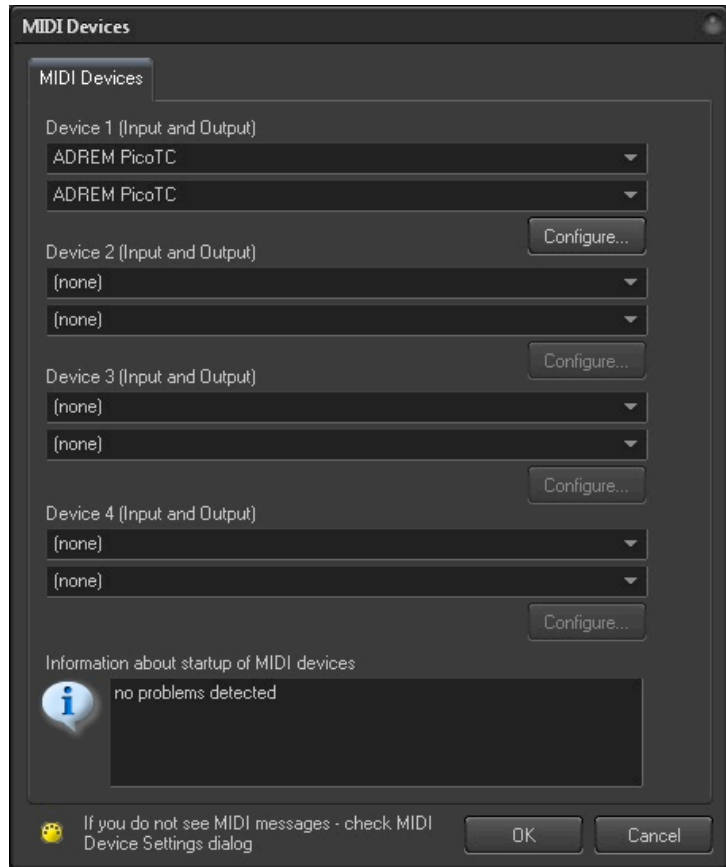 MIDI Devices
MIDI Devices
Device 1 (Input and Output)
ADREM PicoTC
ADREM PicoTC
Configure...
Device 2 (Input and Output)
(none)
(none)
Configure...
Device 3 (Input and Output)
(none)
(none)
Configure...
Device 4 (Input and Output)
(none)
(none)
Configure...
Information about startup of MIDI devices
no problems detected
If you do not see MIDI messages - check MIDI
Device Settings dialog
OK
Cancel